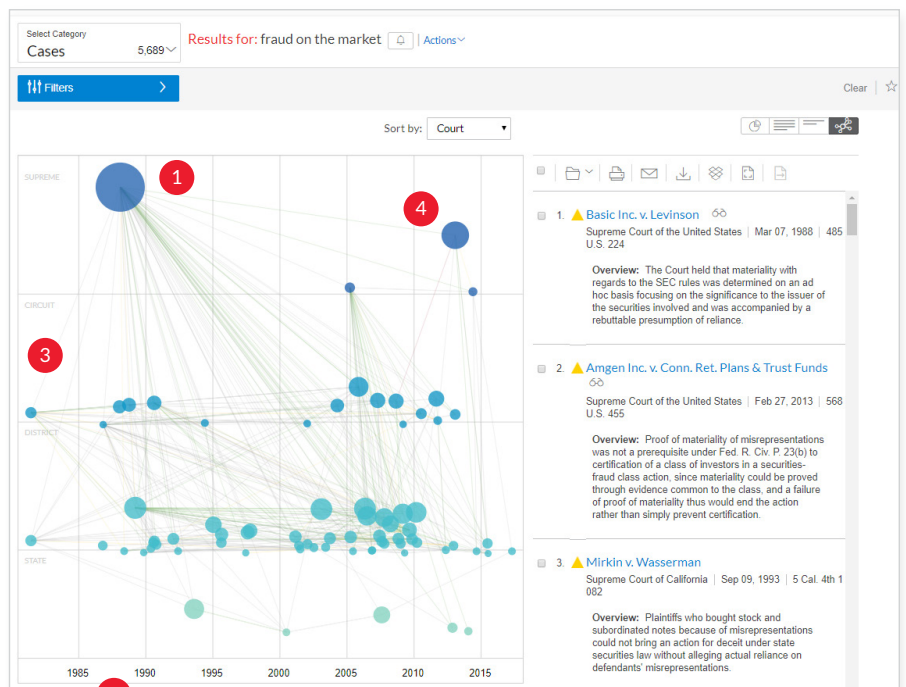 Select Category
Cases 5,689
Results for: fraud on the market
Actions
Filters
Clear
Sort by: Court
SUPREME
1
4
CIRCUIT
3
DISTRICT
STATE
1985 1990 1995 2000 2005 2010 2015
1. Basic Inc. v. Levinson
Supreme Court of the United States | Mar 07, 1988 | 485
U.S. 224
Overview: The Court held that materiality with
regards to the SEC rules was determined on an ad
hoc basis focusing on the significance to the issuer of
the securities involved and was accompanied by a
rebuttable presumption of reliance.
2. Amgen Inc. v. Conn. Ret. Plans & Trust Funds
Supreme Court of the United States | Feb 27, 2013 | 568
U.S. 455
Overview: Proof of materiality of misrepresentations
was not a prerequisite under Fed. R. Civ. P. 23(b) to
certification of a class of investors in a securities-
fraud class action, since materiality could be proved
through evidence common to the class, and a failure
of proof of materiality thus would end the action
rather than simply prevent certification.
3. Mirkin v. Wasserman
Supreme Court of California | Sep 09, 1993 | 5 Cal. 4th 1
082
Overview: Plaintiffs who bought stock and
subordinated notes because of misrepresentations
could not bring an action for deceit under state
securities law without alleging actual reliance on
defendants' misrepresentations.